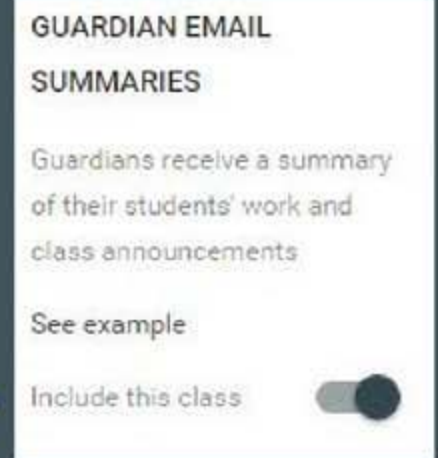 GUARDIAN EMAIL
SUMMARIES
Guardians receive a summary
of their students' work and
class announcements
See example
Include this class